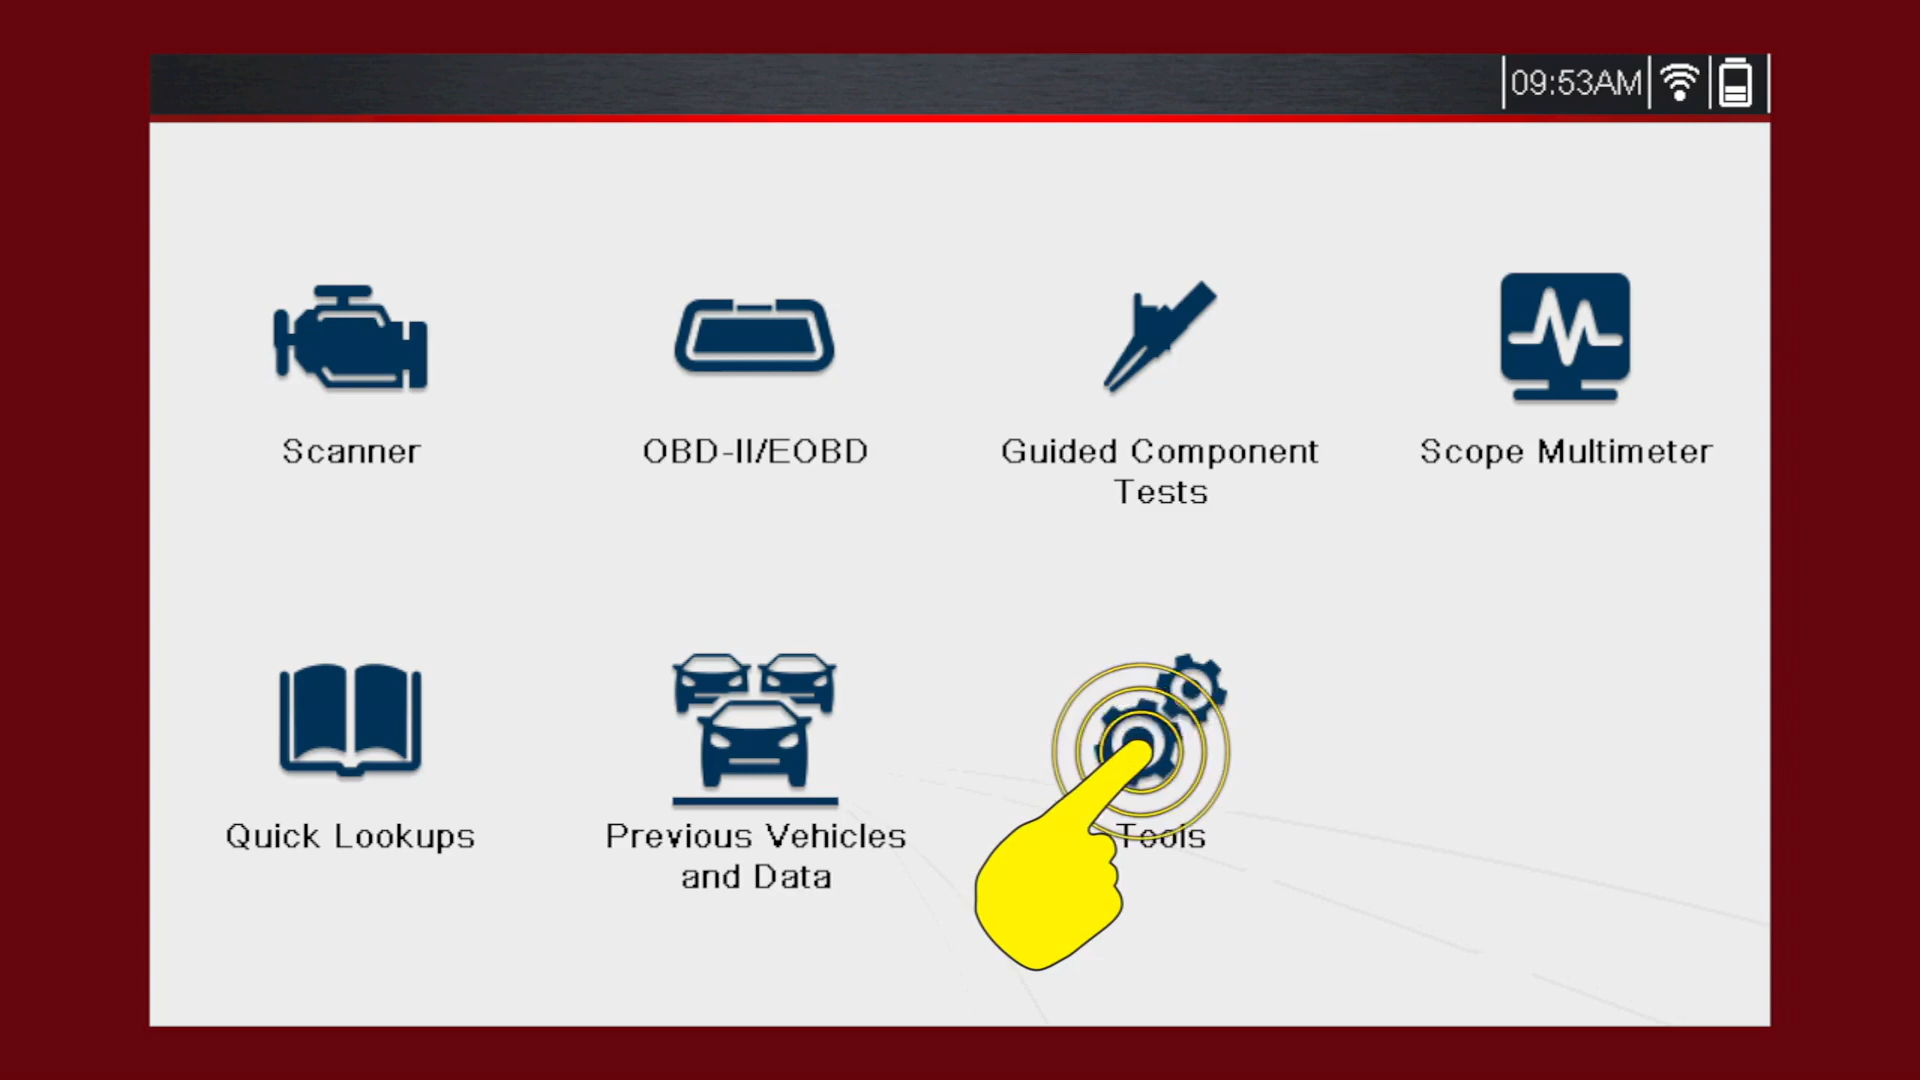 09:53AM
Scanner
OBD-II/EOBD
Guided Component
Tests
Scope Multimeter
Quick Lookups
Previous Vehicles
and Data
Tools